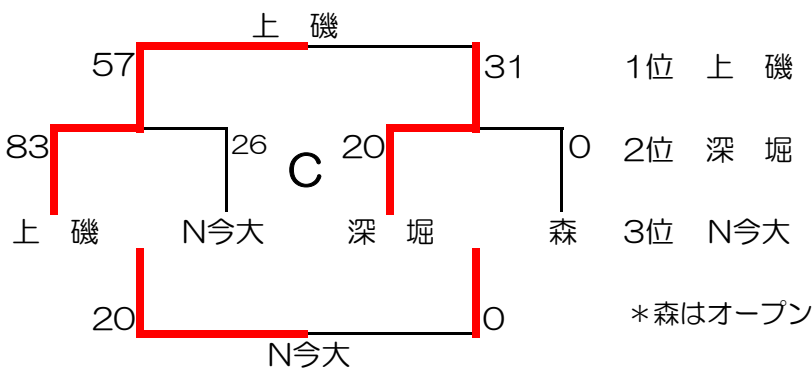 上 磯
57
31
1位 上 磯
83
26
C
20
0
2位 深 堀
上 磯
N今大
深 堀
森
3位 N今大
20
0
*森はオープン
N今大